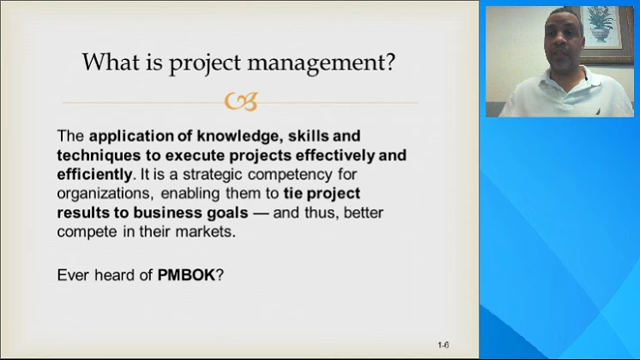 What is project management?
The application of knowledge, skills and
techniques to execute projects effectively and
efficiently. It is a strategic competency for
organizations, enabling them to tie project
results to business goals — and thus, better
compete in their markets.
Ever heard of PMBOK?
1-6